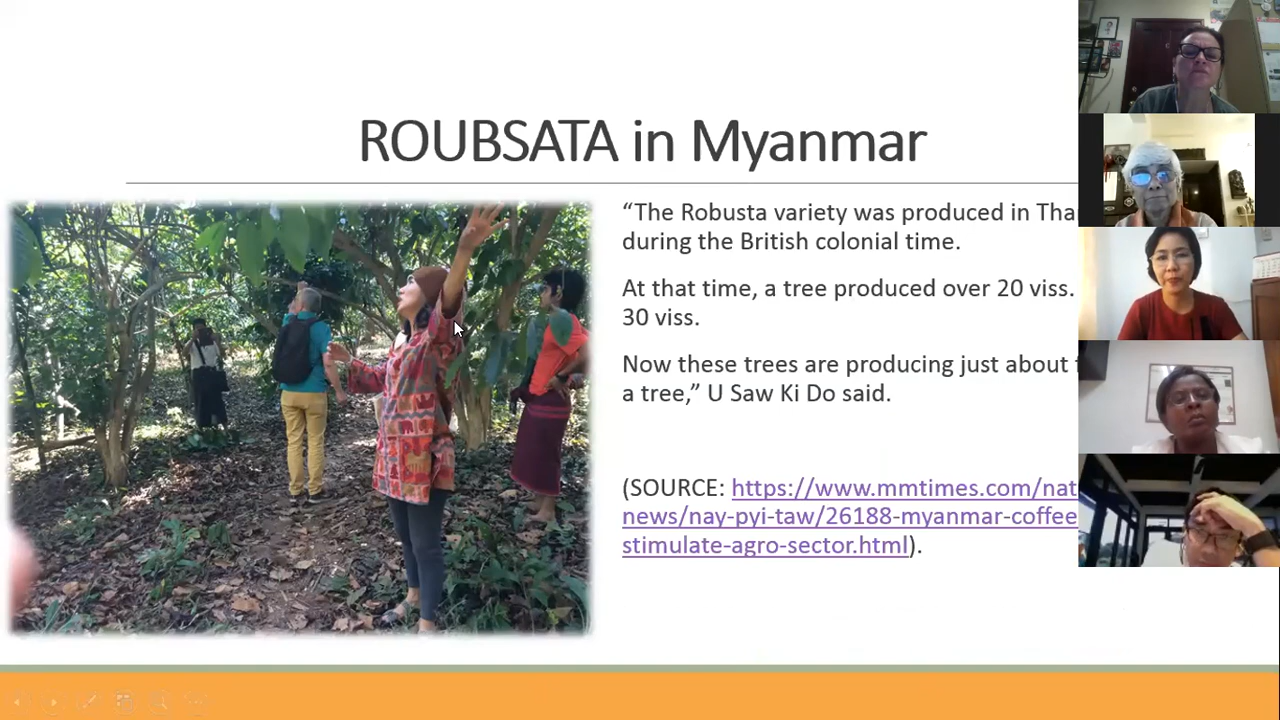 ROUBSATA in Myanmar
“The Robusta variety was produced in
during the British colonial time.
At that time, a tree produced over 20 viss.
30 viss.
Now these trees are producing just about
a tree,” U Saw Ki Do said.
(SOURCE: https://www.mmtimes.com/nat
news/nay-pyi-taw/26188-myanmar-coffee
stimulate-agro-sector.html).